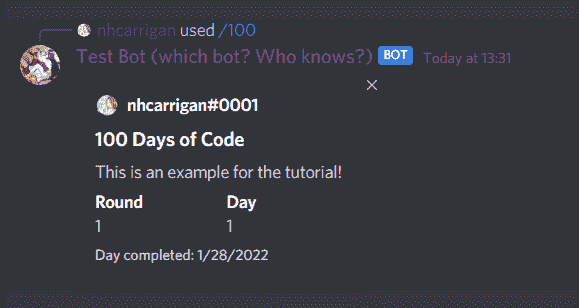 nhcarrigan used /100
Test Bot (which bot? Who knows?) BOT Today at 13:31
nhcarrigan#0001
100 Days of Code
This is an example for the tutorial!
Round Day
1 1
Day completed: 1/28/2022